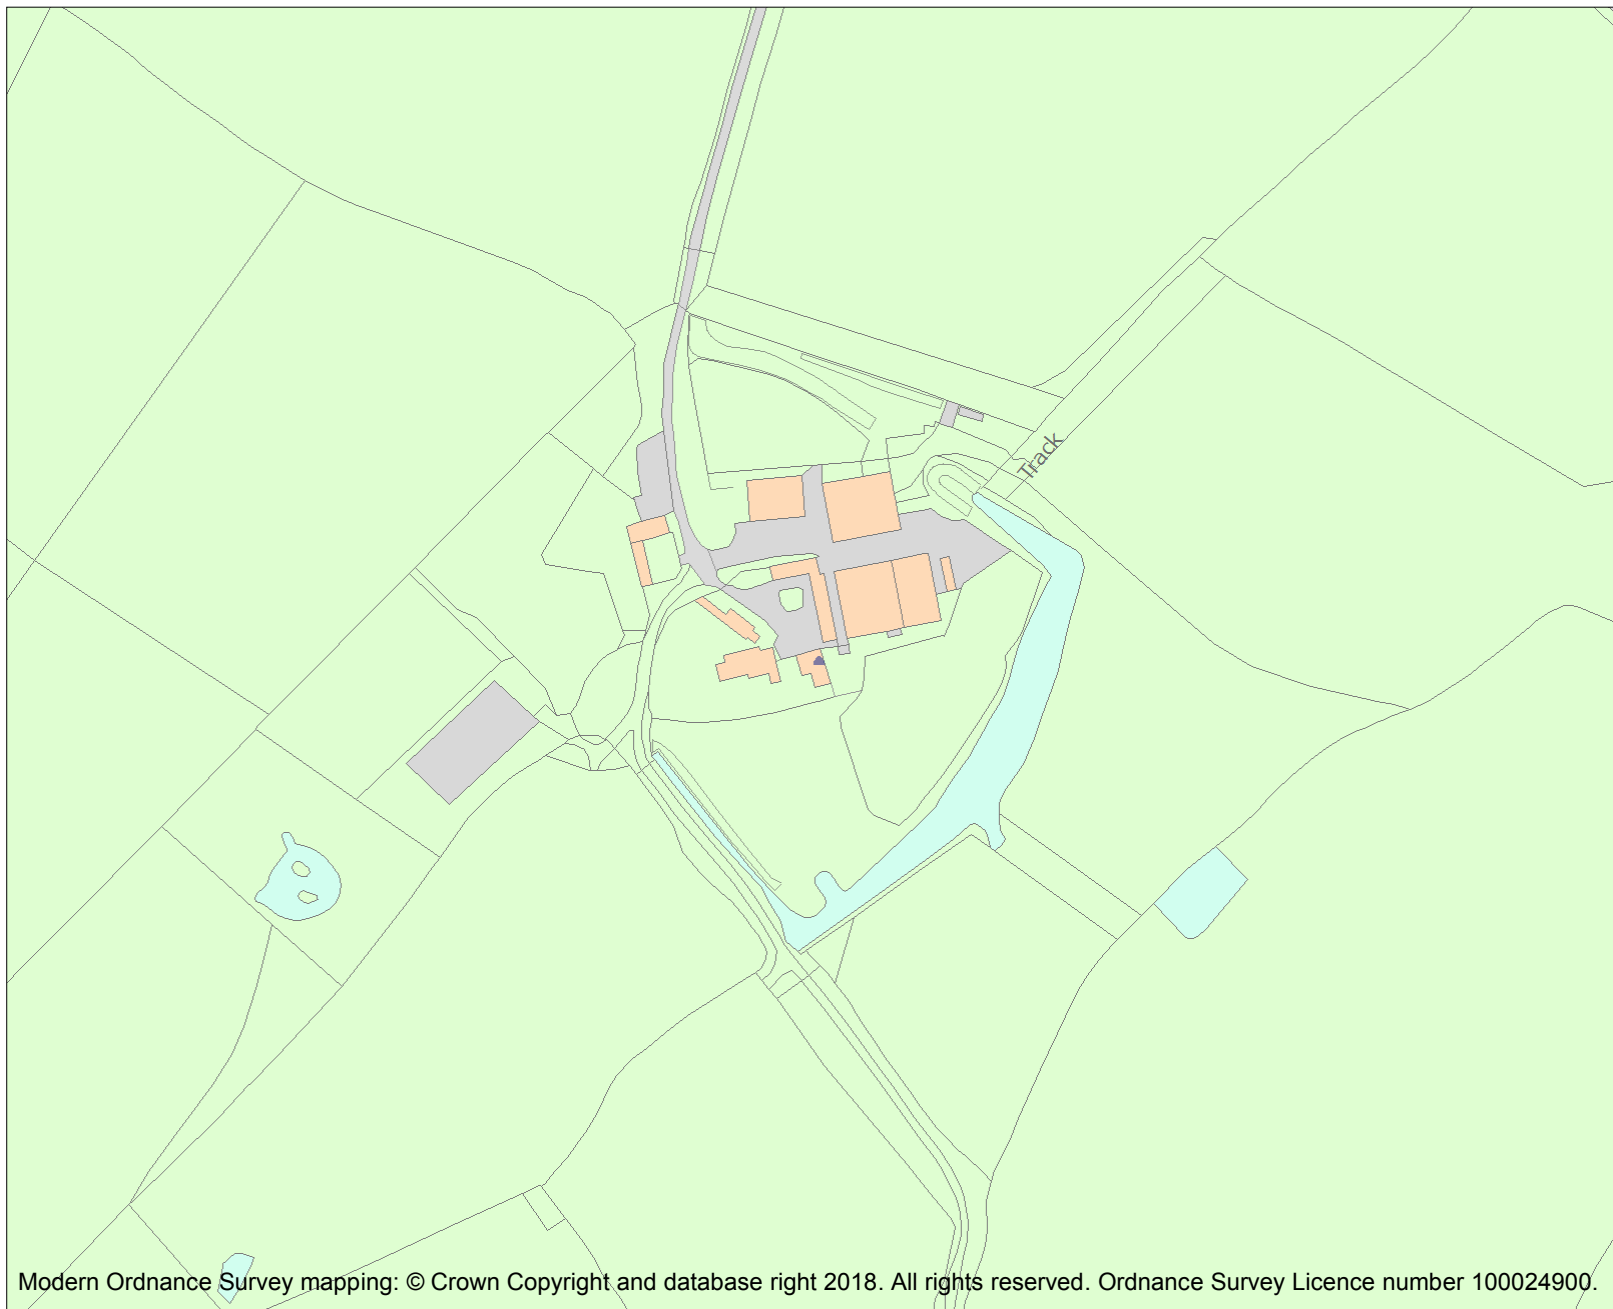 Track
Modern Ordnance Survey mapping: © Crown Copyright and database right 2018. All rights reserved. Ordnance Survey Licence number 100024900.